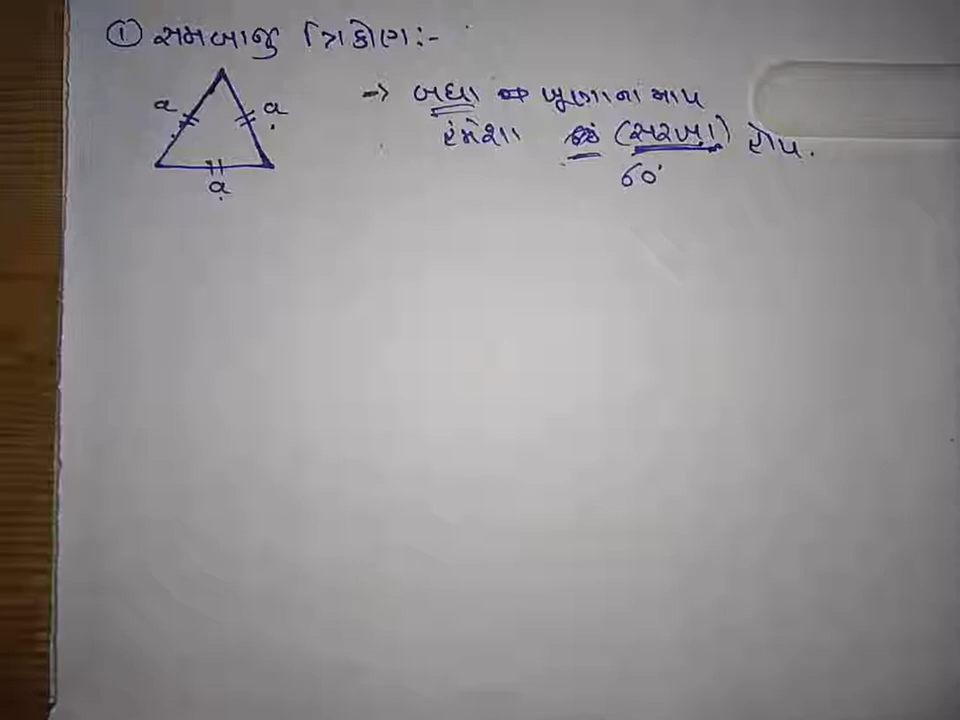 ① સમબાજુ ત્રિકોણ:-
a a
→ બધા જ ખૂણાના માપ
હંમેશા (સરખા) હોય.
60°
a